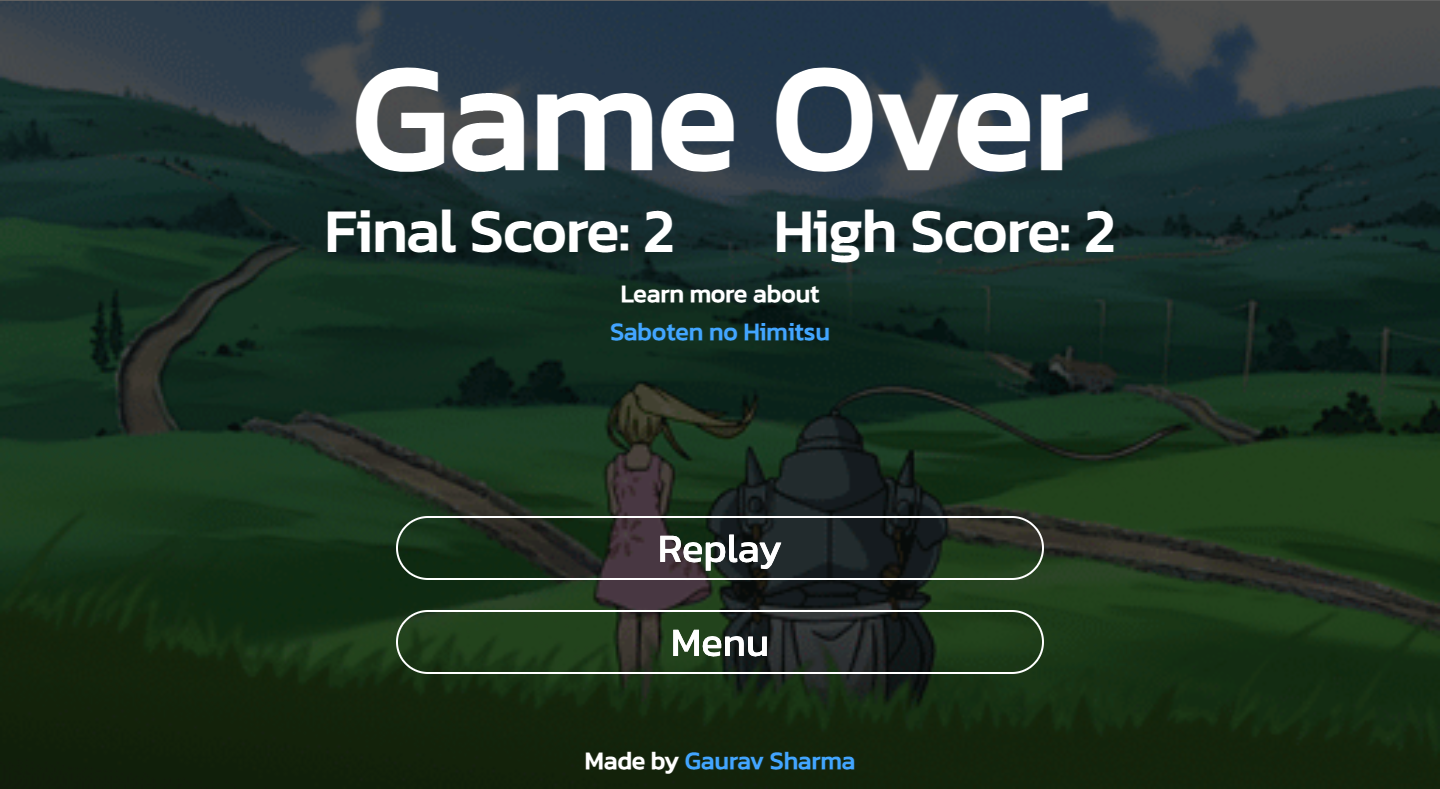 Game Over
Final Score: 2 High Score: 2
Learn more about
Saboten no Himitsu
Replay
Menu
Made by Gaurav Sharma